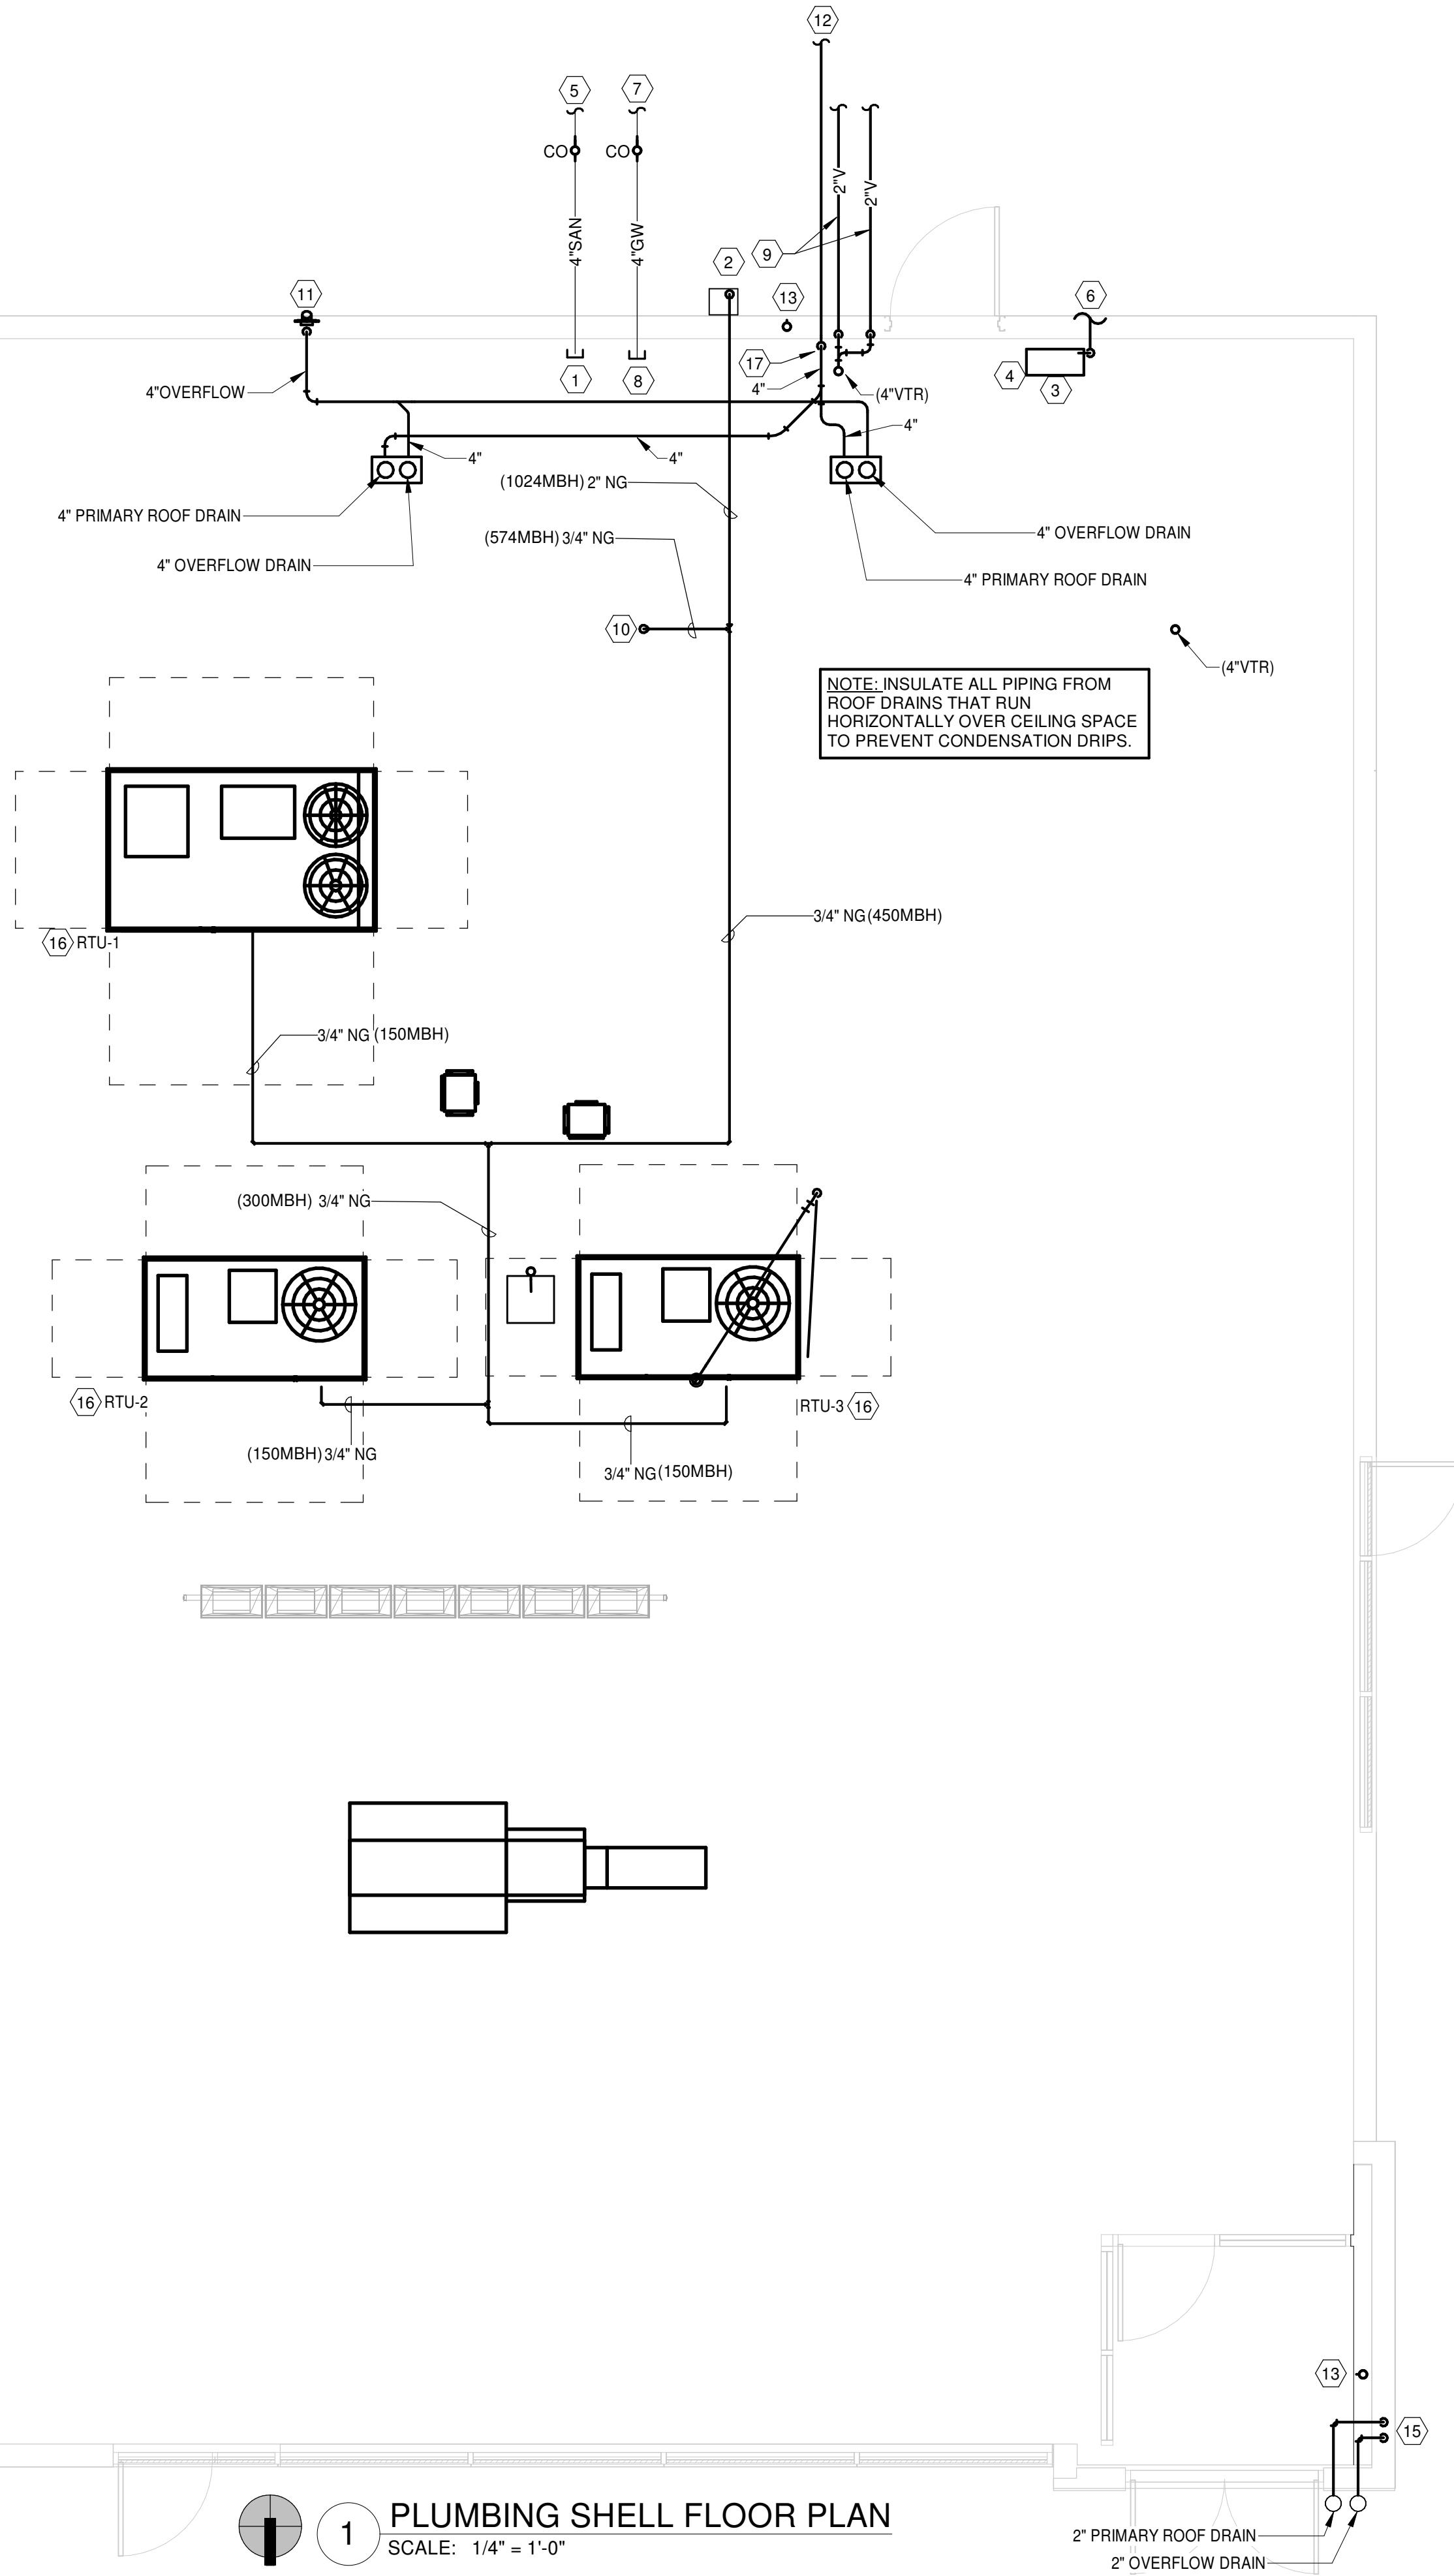 12
5
7
CO
CO
2"V
2"V
4"SAN
4"GW
9
2
11
13
6
17
4
3
1
8
4"OVERFLOW
4"
(4"VTR)
4"
4"
4"
(1024MBH) 2" NG
4" PRIMARY ROOF DRAIN
(574MBH) 3/4" NG
4" OVERFLOW DRAIN
4" OVERFLOW DRAIN
4" PRIMARY ROOF DRAIN
10
(4"VTR)
NOTE: INSULATE ALL PIPING FROM
ROOF DRAINS THAT RUN
HORIZONTALLY OVER CEILING SPACE
TO PREVENT CONDENSATION DRIPS.
3/4" NG (450MBH)
16 RTU-1
3/4" NG (150MBH)
(300MBH) 3/4" NG
16 RTU-2
RTU-3 16
(150MBH) 3/4" NG
3/4" NG (150MBH)
13
15
1
PLUMBING SHELL FLOOR PLAN
SCALE: 1/4" = 1'-0"
2" PRIMARY ROOF DRAIN
2" OVERFLOW DRAIN